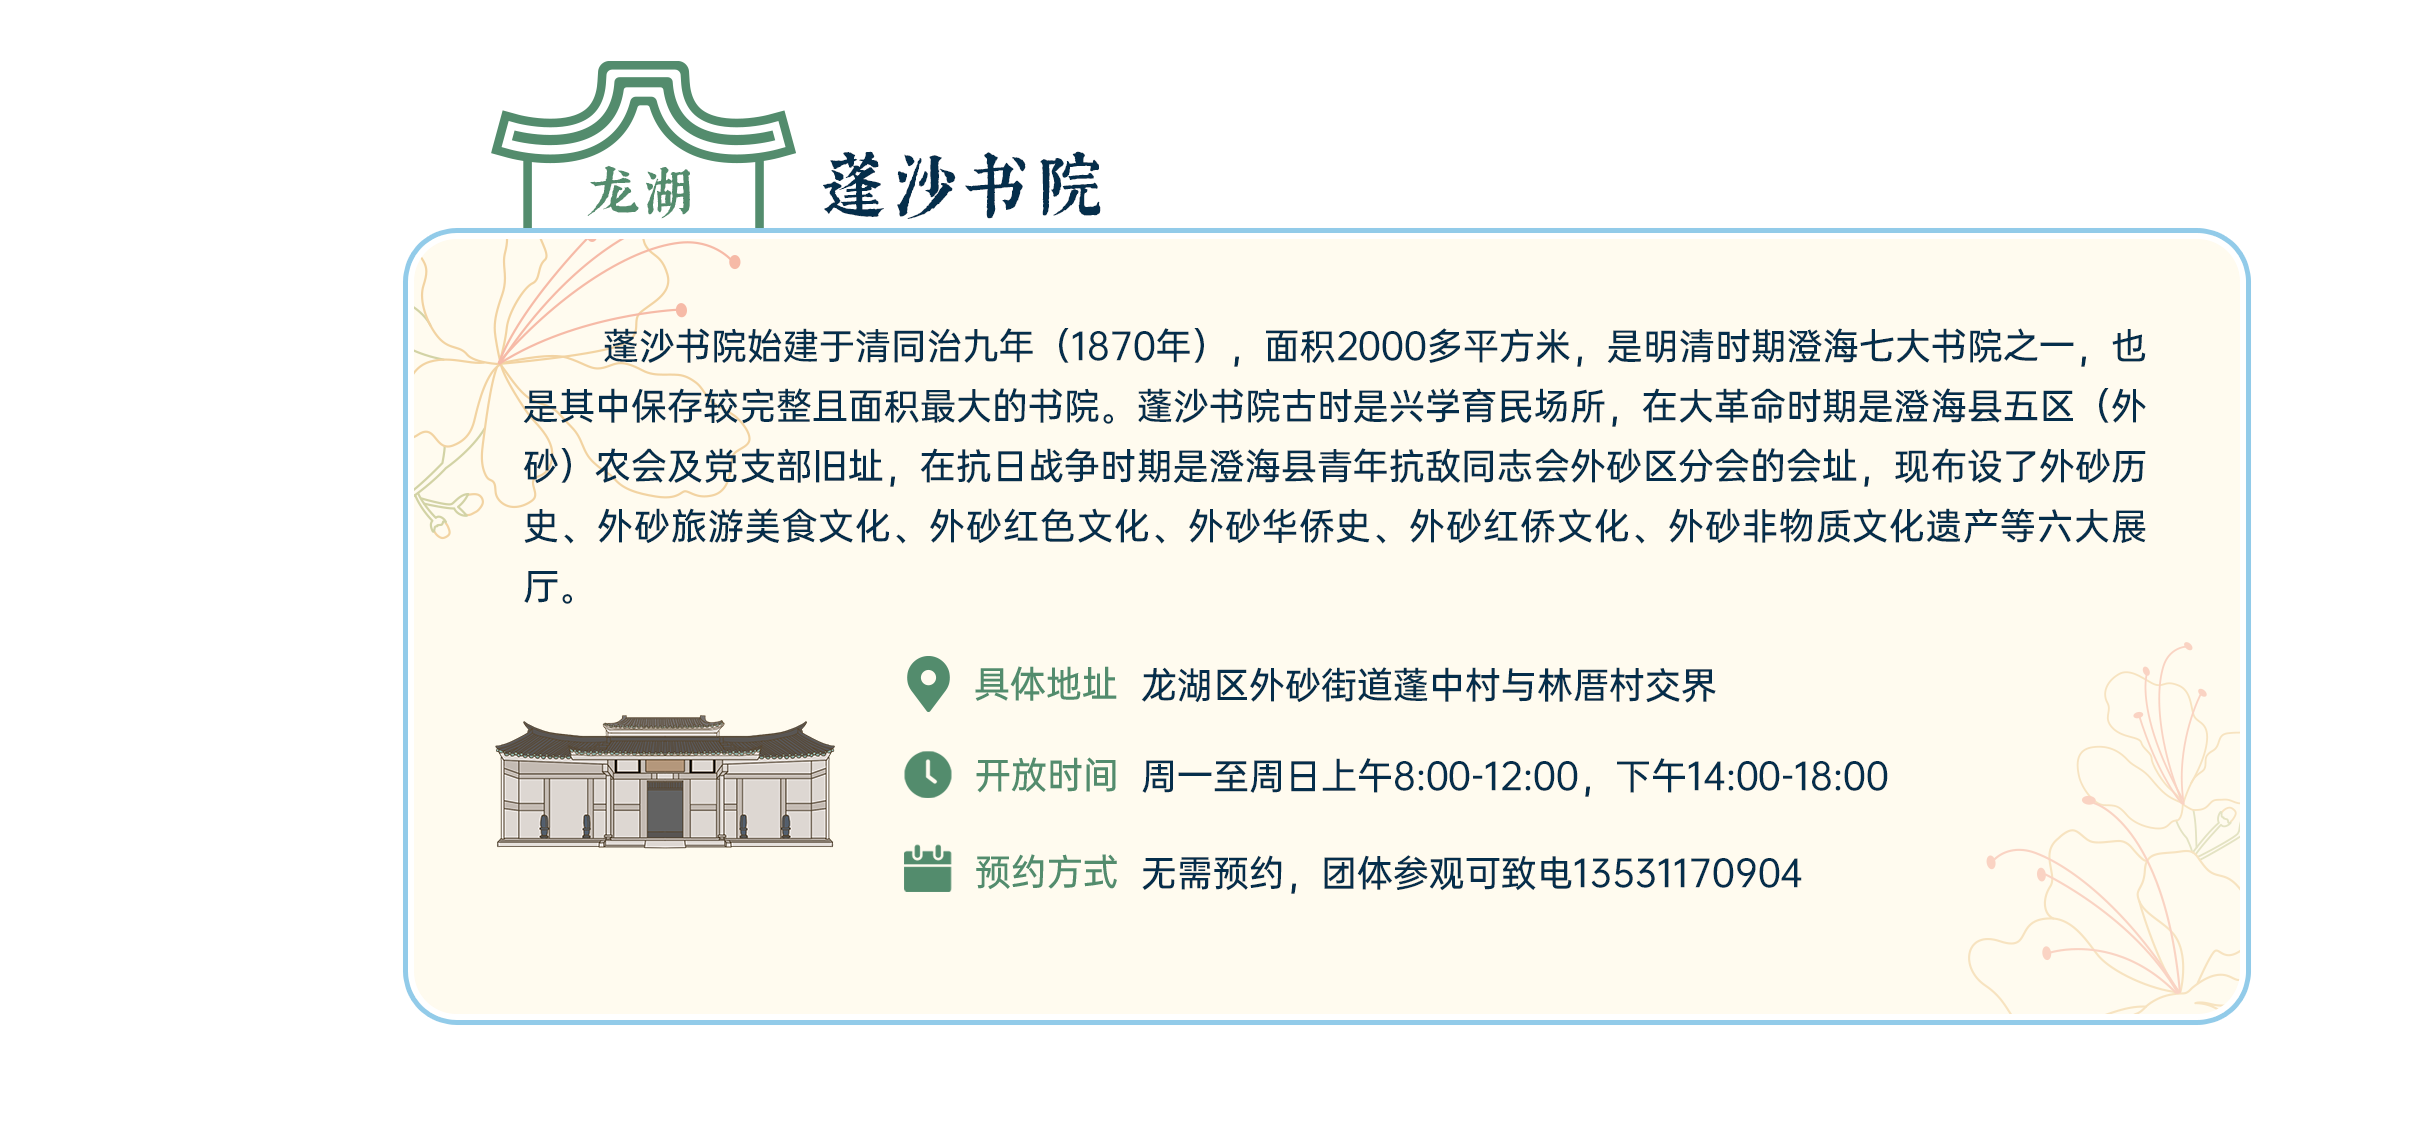 龙湖
蓬沙书院
蓬沙书院始建于清同治九年（1870年），面积2000多平方米，是明清时期澄海七大书院之一，也
是其中保存较完整且面积最大的书院。蓬沙书院古时是兴学育民场所，在大革命时期是澄海县五区（外
砂）农会及党支部旧址，在抗日战争时期是澄海县青年抗敌同志会外砂区分会的会址，现布设了外砂历
史、外砂旅游美食文化、外砂红色文化、外砂华侨史、外砂红侨文化、外砂非物质文化遗产等六大展
厅。
具体地址 龙湖区外砂街道蓬中村与林厝村交界
开放时间 周一至周日上午8:00-12:00，下午14:00-18:00
预约方式 无需预约，团体参观可致电13531170904